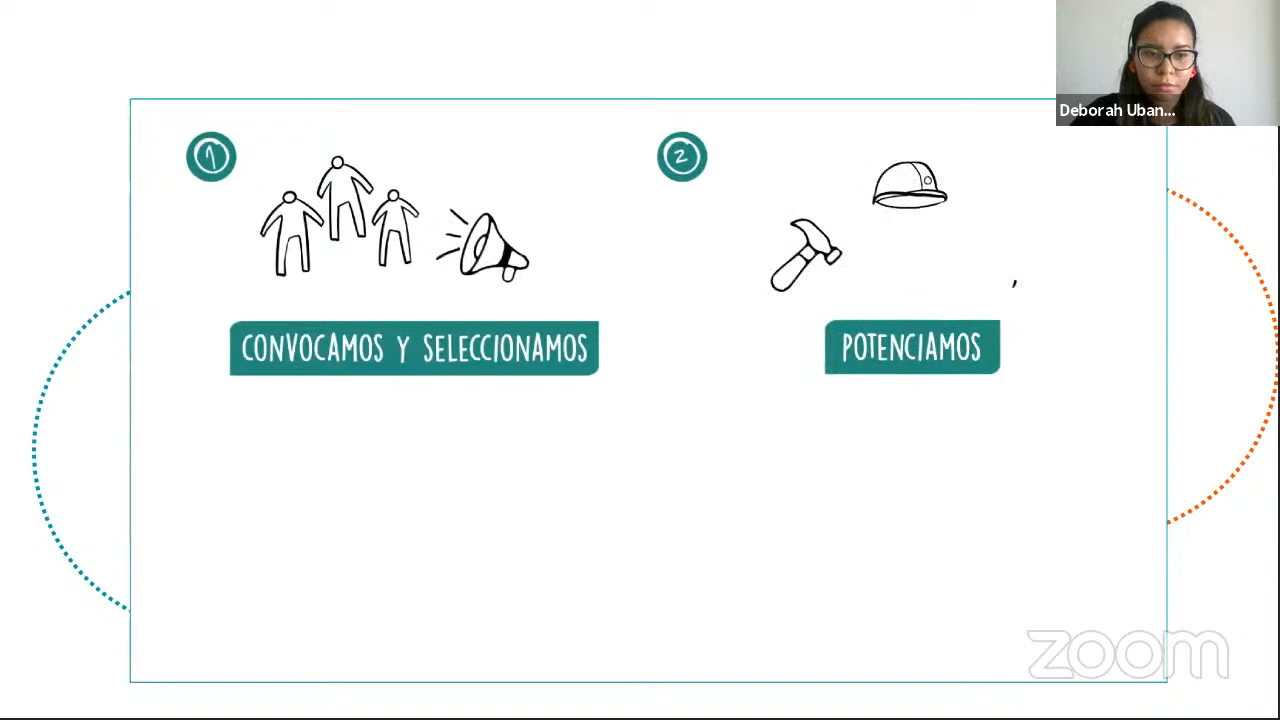 Deborah Uban...
1
2
CONVOCAMOS Y SELECCIONAMOS
POTENCIAMOS
zoom